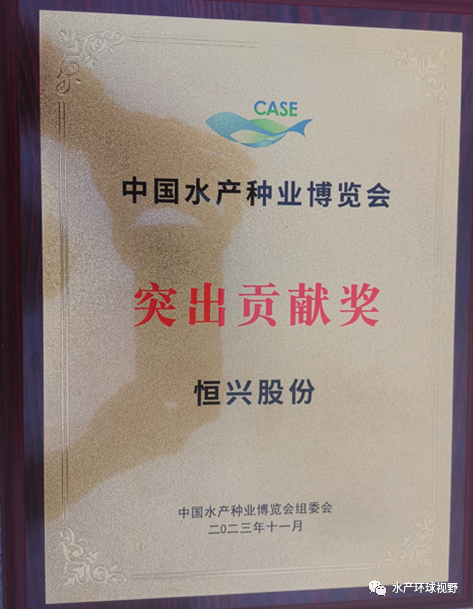 CASE
中国水产种业博览会
突出贡献奖
恒兴股份
中国水产种业博览会组委会
二〇二三年十一月
水产环球视野